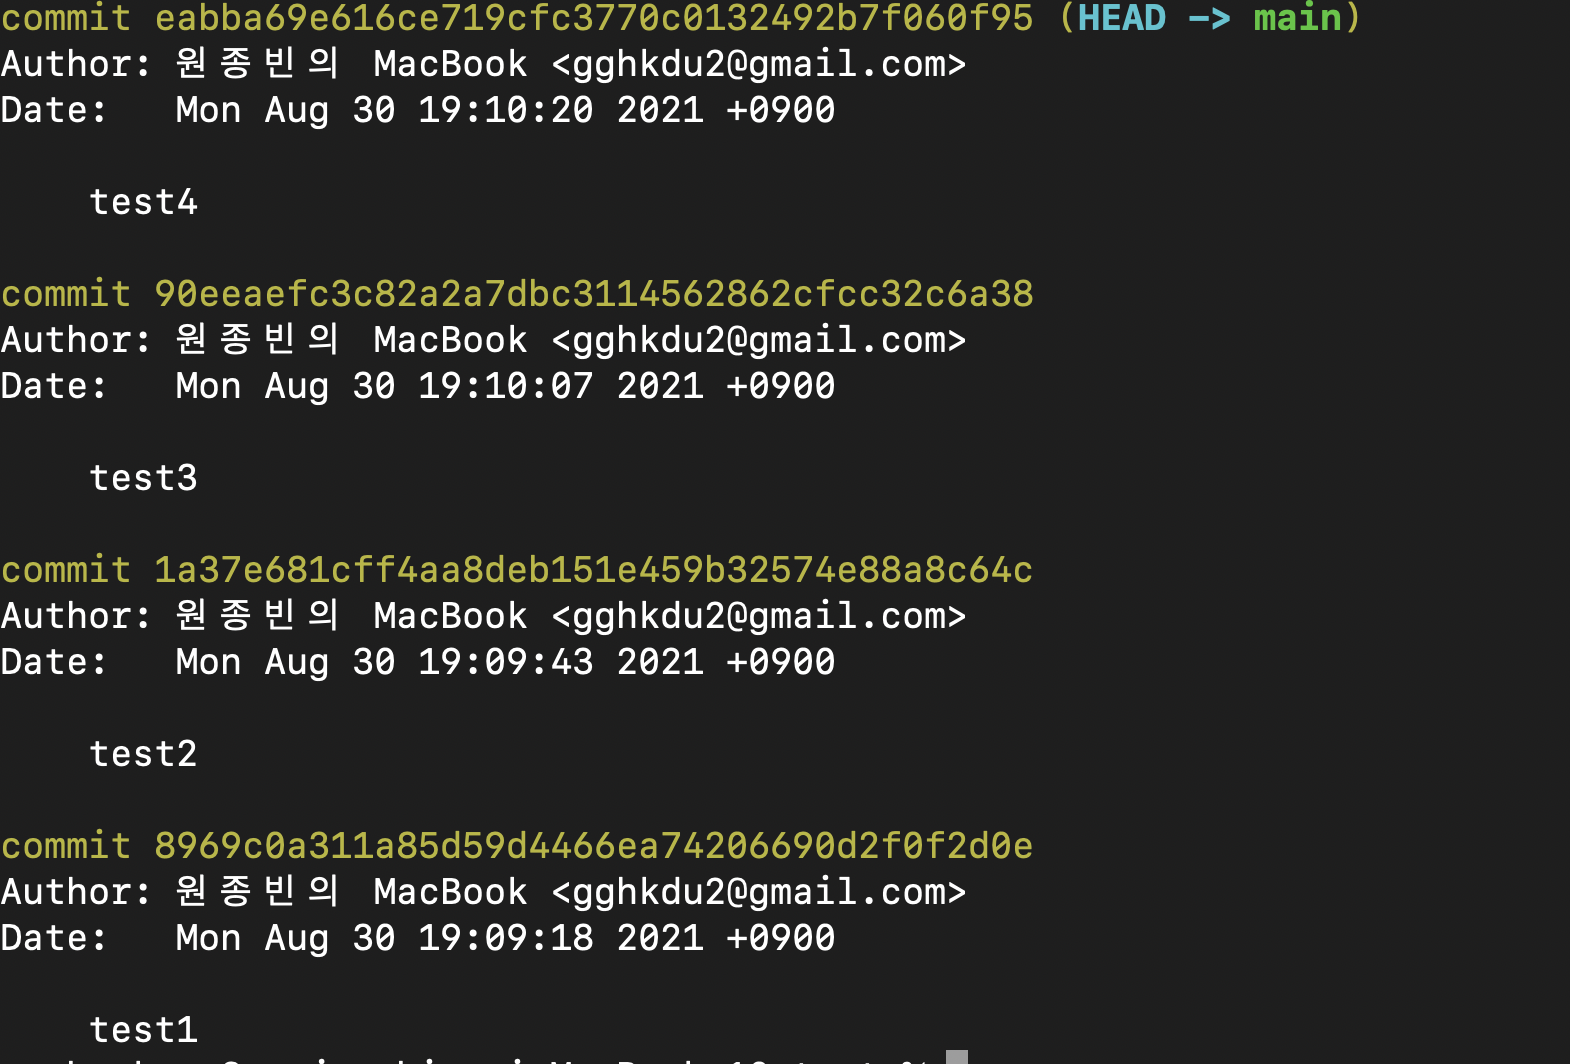 commit eabba69e616ce719cfc3770c0132492b7f060f95 (HEAD -> main)
Author: 원종빈의 MacBook <gghkdu2@gmail.com>
Date:   Mon Aug 30 19:10:20 2021 +0900
test4
commit 90eeaefc3c82a2a7dbc3114562862cfcc32c6a38
Author: 원종빈의 MacBook <gghkdu2@gmail.com>
Date:   Mon Aug 30 19:10:07 2021 +0900
test3
commit 1a37e681cff4aa8deb151e459b32574e88a8c64c
Author: 원종빈의 MacBook <gghkdu2@gmail.com>
Date:   Mon Aug 30 19:09:43 2021 +0900
test2
commit 8969c0a311a85d59d4466ea74206690d2f0f2d0e
Author: 원종빈의 MacBook <gghkdu2@gmail.com>
Date:   Mon Aug 30 19:09:18 2021 +0900
test1